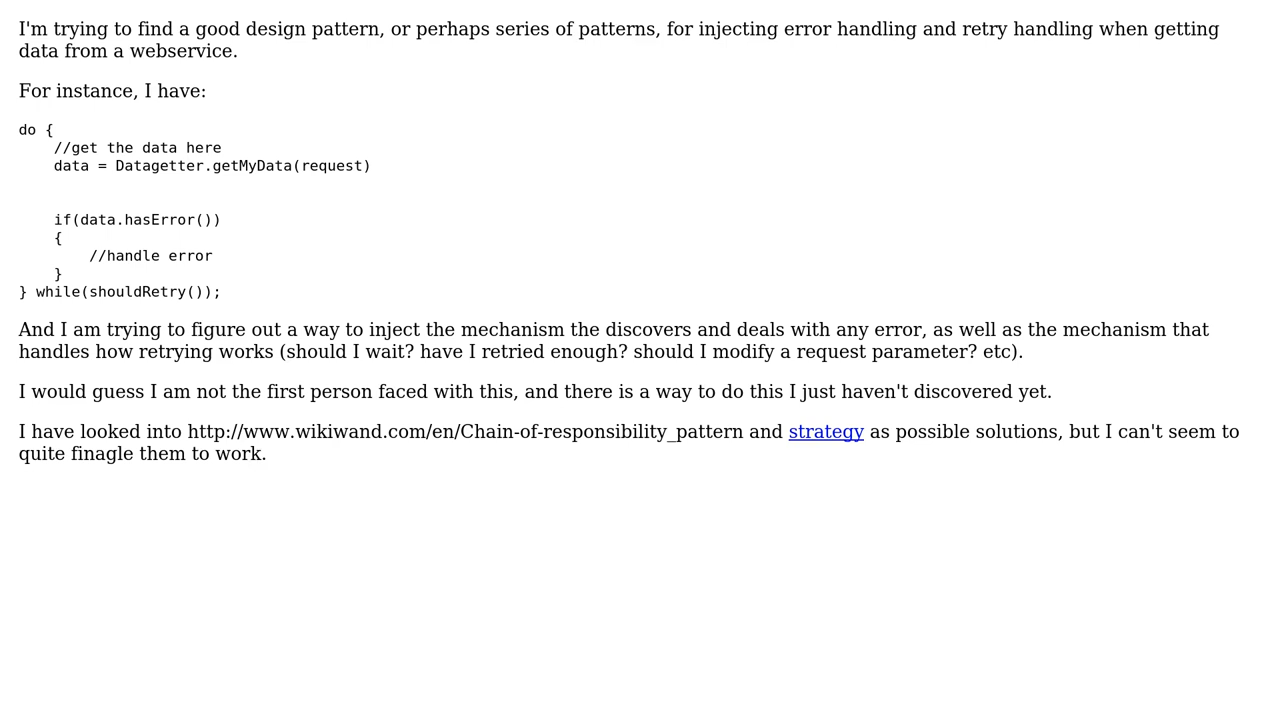 I'm trying to find a good design pattern, or perhaps series of patterns, for injecting error handling and retry handling when getting
data from a webservice.
For instance, I have:
do {
    //get the data here
    data = Datagetter.getMyData(request)
    if(data.hasError())
    {
        //handle error
    }
} while(shouldRetry());
And I am trying to figure out a way to inject the mechanism the discovers and deals with any error, as well as the mechanism that
handles how retrying works (should I wait? have I retried enough? should I modify a request parameter? etc).
I would guess I am not the first person faced with this, and there is a way to do this I just haven't discovered yet.
I have looked into http://www.wikiwand.com/en/Chain-of-responsibility_pattern and strategy as possible solutions, but I can't seem to
quite finagle them to work.